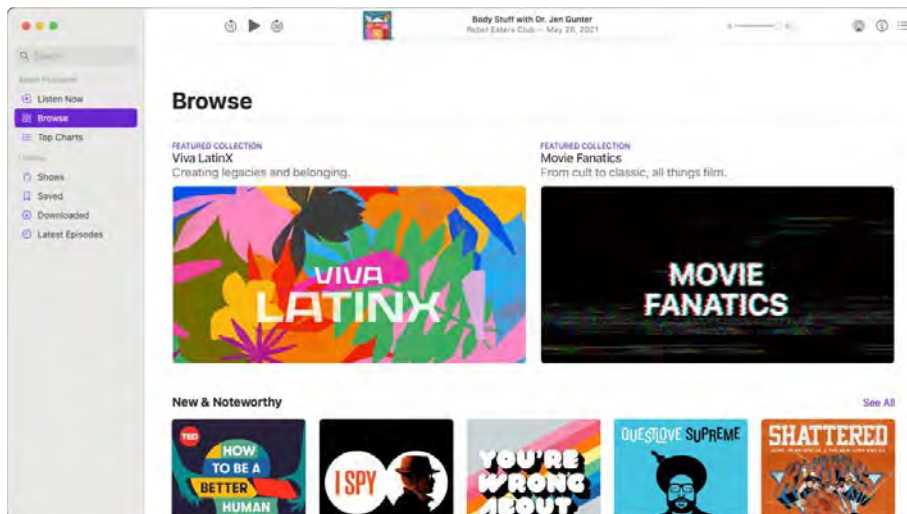 Body Stuff with Dr. Jen Gunter
Rebel Eaters Club — May 26, 2021
Search
Apple Podcasts
Listen Now
Browse
Top Charts
Library
Shows
Saved
Downloaded
Latest Episodes
Browse
FEATURED COLLECTION
Viva LatinX
Creating legacies and belonging.
VIVA
LATINX
FEATURED COLLECTION
Movie Fanatics
From cult to classic, all things film.
MOVIE
FANATICS
New & Noteworthy
See All
TED
HOW
TO BE A
BETTER
HUMAN
I SPY
YOU'RE
WRONG
ABOUT
QUESTLOVE SUPREME
SHATTERED